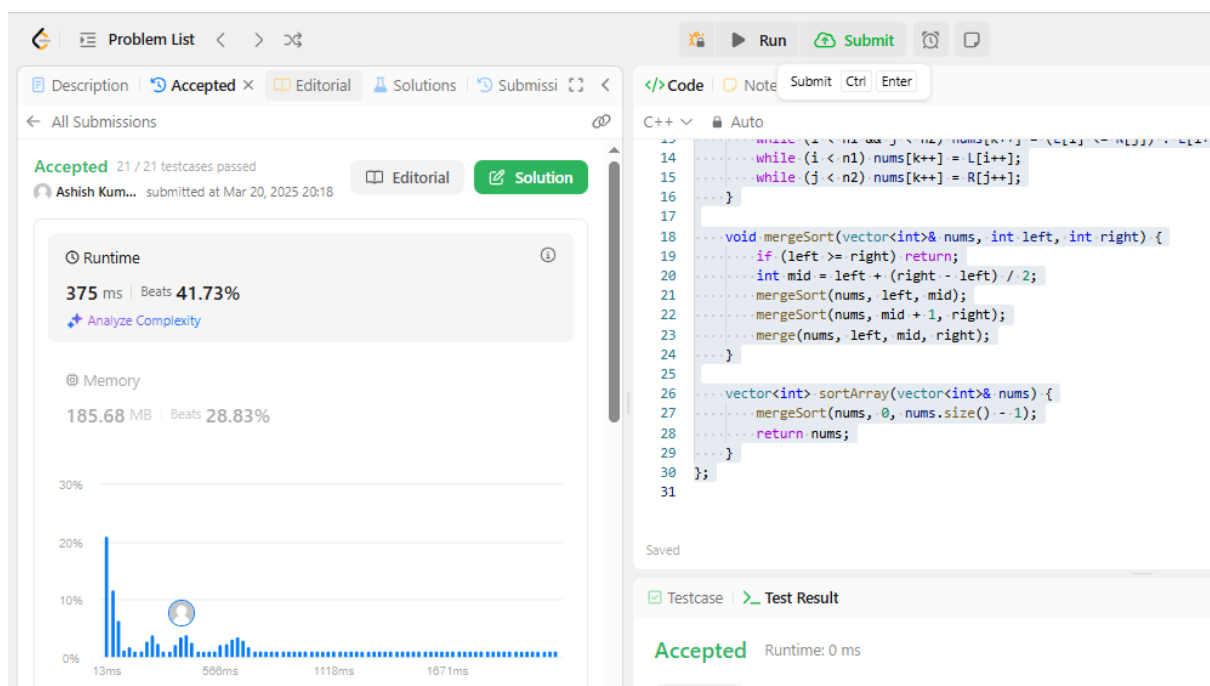 Problem List
Run
Submit
Description
Accepted
Editorial
Solutions
Submissi
</> Code
Note
Submit Ctrl Enter
All Submissions
C++
Auto
Accepted 21 / 21 testcases passed
Ashish Kum... submitted at Mar 20, 2025 20:18
Editorial
Solution
Runtime
375 ms | Beats 41.73%
Analyze Complexity
Memory
185.68 MB | Beats 28.83%
30%
20%
10%
0%
13ms 566ms 1118ms 1671ms
14 while (i < n1) nums[k++] = L[i++];
15 while (j < n2) nums[k++] = R[j++];
16 }
17
18 void mergeSort(vector<int>& nums, int left, int right) {
19 if (left >= right) return;
20 int mid = left + (right - left) / 2;
21 mergeSort(nums, left, mid);
22 mergeSort(nums, mid + 1, right);
23 merge(nums, left, mid, right);
24 }
25
26 vector<int> sortArray(vector<int>& nums) {
27 mergeSort(nums, 0, nums.size() - 1);
28 return nums;
29 }
30 };
31
Saved
Testcase
>_ Test Result
Accepted Runtime: 0 ms